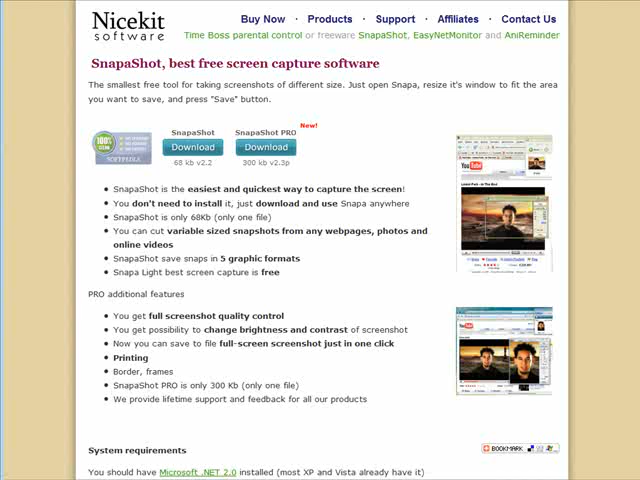 Nicekit
software
Buy Now · Products · Support · Affiliates · Contact Us
Time Boss parental control or freeware SnapaShot, EasyNetMonitor and AniReminder
SnapaShot, best free screen capture software
The smallest free tool for taking screenshots of different size. Just open Snapa, resize it's window to fit the area
you want to save, and press "Save" button.
100%
SOFTPEDIA
SnapaShot
Download
68 kb v2.2
SnapaShot PRO
New!
Download
300 kb v2.3p
• SnapaShot is the easiest and quickest way to capture the screen!
• You don't need to install it, just download and use Snapa anywhere
• SnapaShot is only 68Kb (only one file)
• You can cut variable sized snapshots from any webpages, photos and
online videos
• SnapaShot save snaps in 5 graphic formats
• Snapa Light best screen capture is free
You Tube
PRO additional features
• You get full screenshot quality control
• You get possibility to change brightness and contrast of screenshot
• Now you can save to file full-screen screenshot just in one click
• Printing
• Border, frames
• SnapaShot PRO is only 300 Kb (only one file)
• We provide lifetime support and feedback for all our products
You Tube
System requirements
BOOKMARK
You should have Microsoft .NET 2.0 installed (most XP and Vista already have it)